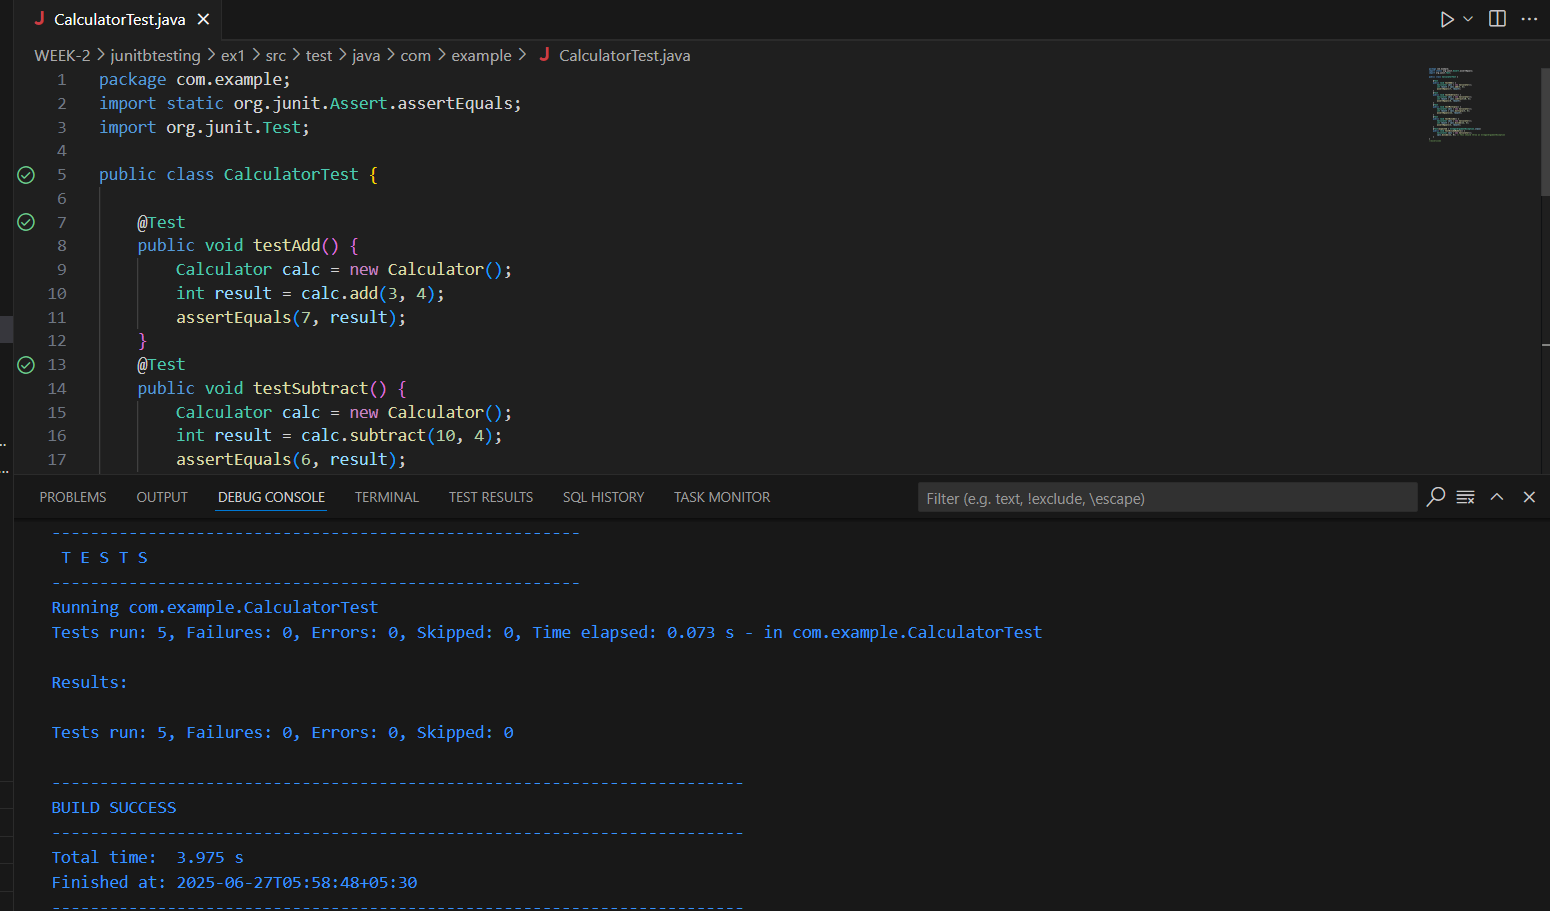 J CalculatorTest.java
WEEK-2 > junitbtesting > ex1 > src > test > java > com > example > J CalculatorTest.java
1 package com.example;
2 import static org.junit.Assert.assertEquals;
3 import org.junit.Test;
4
5 public class CalculatorTest {
6
7 @Test
8 public void testAdd() {
9 Calculator calc = new Calculator();
10 int result = calc.add(3, 4);
11 assertEquals(7, result);
12 }
13 @Test
14 public void testSubtract() {
15 Calculator calc = new Calculator();
16 int result = calc.subtract(10, 4);
17 assertEquals(6, result);
PROBLEMS OUTPUT DEBUG CONSOLE TERMINAL TEST RESULTS SQL HISTORY TASK MONITOR Filter (e.g. text, !exclude, \escape)
-------------------------------------------------------
T E S T S
-------------------------------------------------------
Running com.example.CalculatorTest
Tests run: 5, Failures: 0, Errors: 0, Skipped: 0, Time elapsed: 0.073 s - in com.example.CalculatorTest
Results:
Tests run: 5, Failures: 0, Errors: 0, Skipped: 0
------------------------------------------------------------------------
BUILD SUCCESS
------------------------------------------------------------------------
Total time:  3.975 s
Finished at: 2025-06-27T05:58:48+05:30
------------------------------------------------------------------------